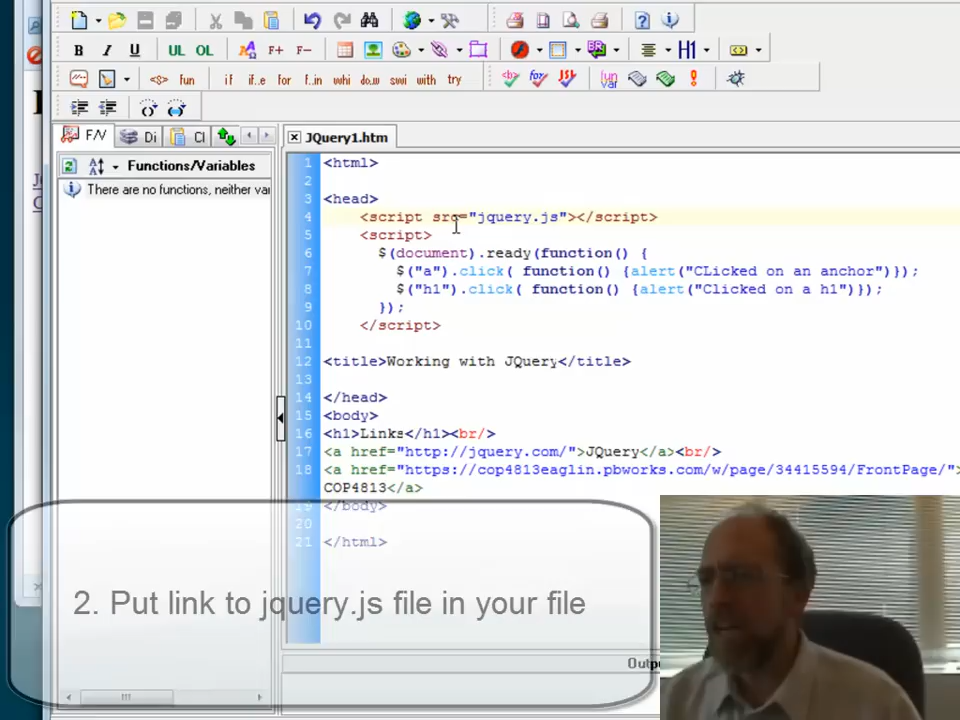 B I U UL OL F+ F− BR H1
fun if if..e for f..in whi do..w swi with try var
F/V Di Cl
JQuery1.htm
Functions/Variables
There are no functions, neither var
1 <html>
2
3 <head>
4 <script src="jquery.js"></script>
5 <script>
6 $(document).ready(function() {
7 $("a").click( function() {alert("CLicked on an anchor")});
8 $("h1").click( function() {alert("Clicked on a h1")});
9 });
10 </script>
11
12 <title>Working with JQuery</title>
13
14 </head>
15 <body>
16 <h1>Links</h1><br/>
17 <a href="http://jquery.com/">JQuery</a><br/>
18 <a href="https://cop4813eaglin.pbworks.com/w/page/34415594/FrontPage/">
COP4813</a>
19 </body>
20
21 </html>
2. Put link to jquery.js file in your file
Outp